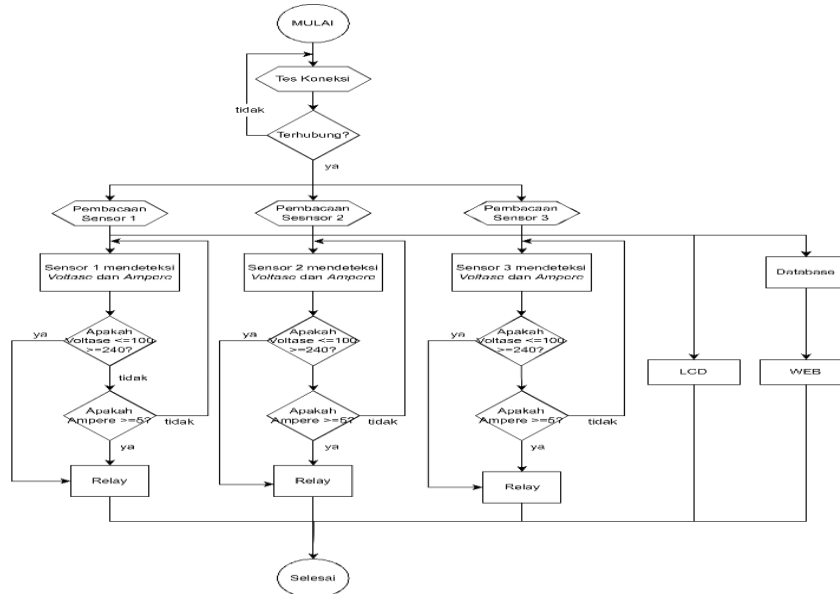 MULAI
Tes Koneksi
tidak
Terhubung?
ya
Pembacaan
Sensor 1
Pembacaan
Sesnsor 2
Pembacaan
Sensor 3
Sensor 1 mendeteksi
Voltase dan Ampere
Sensor 2 mendeteksi
Voltase dan Ampere
Sensor 3 mendeteksi
Voltase dan Ampere
Database
ya
Apakah
Voltase <=100
>=240?
ya
Apakah
Voltase <=100
>=240?
ya
Apakah
Voltase <=100
>=240?
LCD
WEB
tidak
Apakah
Ampere >=5?
tidak
Apakah
Ampere >=5?
tidak
Apakah
Ampere >=5?
tidak
ya
ya
ya
Relay
Relay
Relay
Selesai